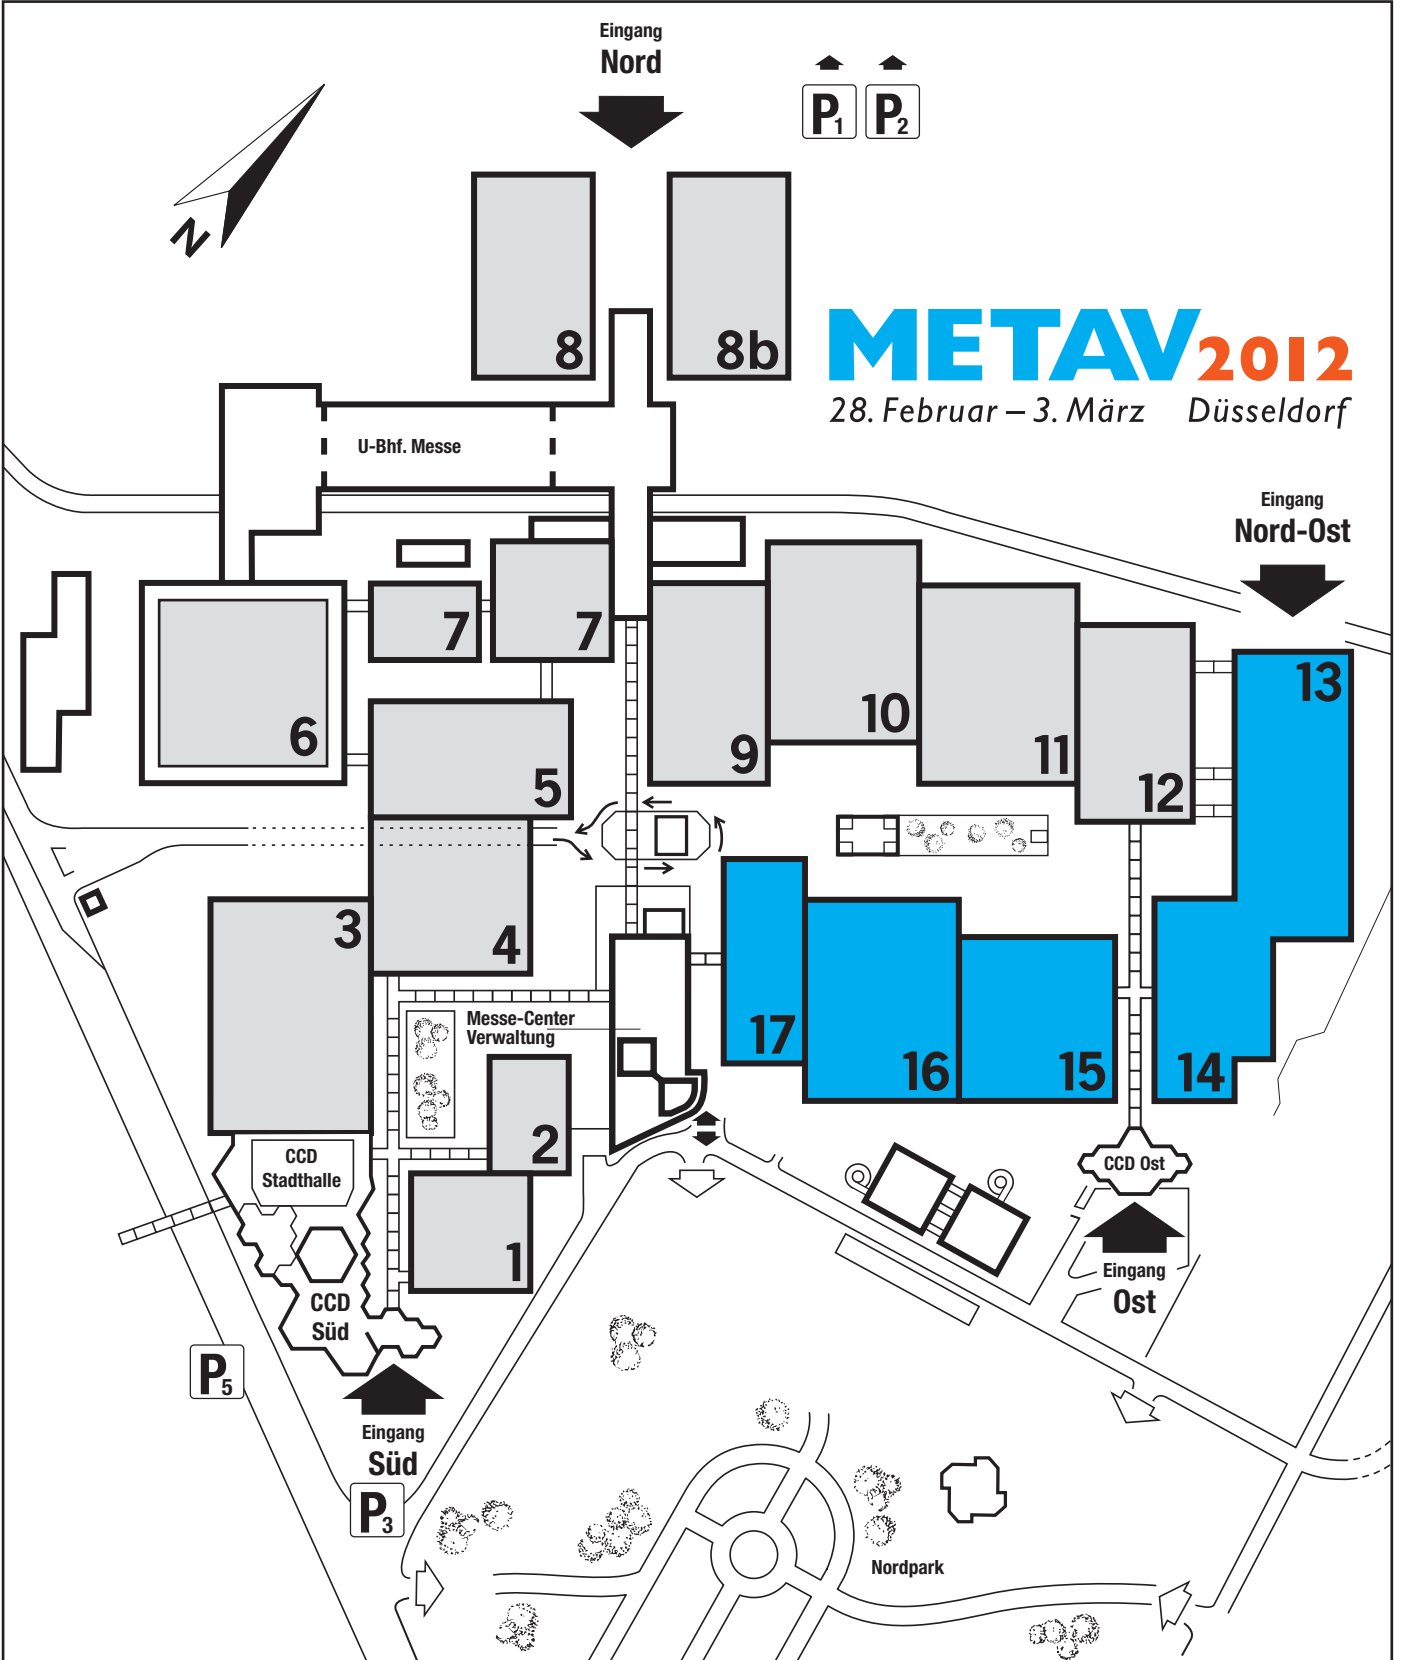 Eingang
Nord
P1 P2
N
8
8b
METAV 2012
28. Februar – 3. März Düsseldorf
U-Bhf. Messe
Eingang
Nord-Ost
7
7
6
5
9
10
11
12
13
3
4
Messe-Center
Verwaltung
17
16
15
14
2
1
CCD
Stadthalle
CCD
Süd
CCD Ost
Eingang
Ost
P5
Eingang
Süd
P3
Nordpark